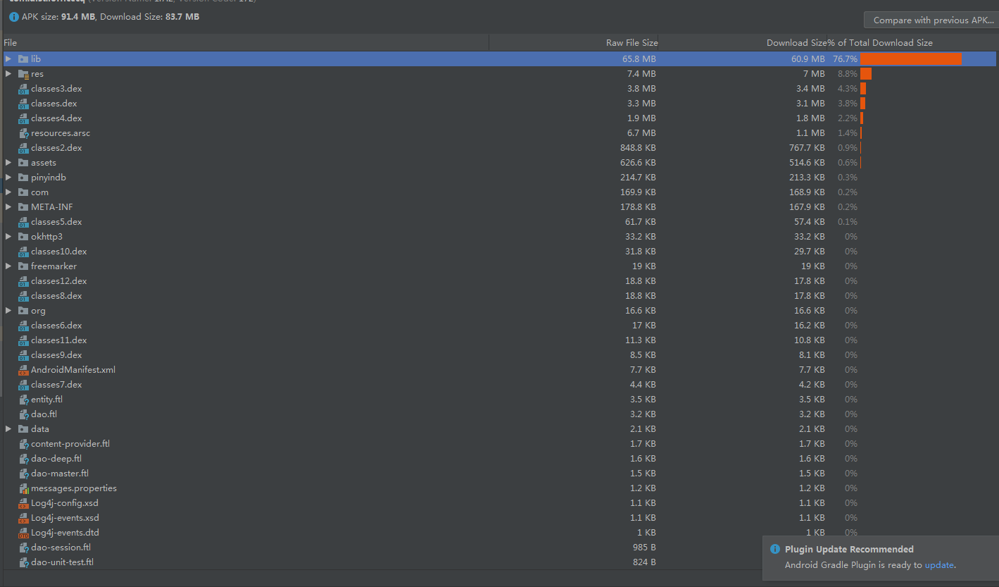 (Version Name: 1.7.2, Version Code: 172)
APK size: 91.4 MB, Download Size: 83.7 MB
Compare with previous APK...
File Raw File Size Download Size % of Total Download Size
lib 65.8 MB 60.9 MB 76.7%
res 7.4 MB 7 MB 8.8%
classes3.dex 3.8 MB 3.4 MB 4.3%
classes.dex 3.3 MB 3.1 MB 3.8%
classes4.dex 1.9 MB 1.8 MB 2.2%
resources.arsc 6.7 MB 1.1 MB 1.4%
classes2.dex 848.8 KB 767.7 KB 0.9%
assets 626.6 KB 514.6 KB 0.6%
pinyindb 214.7 KB 213.3 KB 0.3%
com 169.9 KB 168.9 KB 0.2%
META-INF 178.8 KB 167.9 KB 0.2%
classes5.dex 61.7 KB 57.4 KB 0.1%
okhttp3 33.2 KB 33.2 KB 0%
classes10.dex 31.8 KB 29.7 KB 0%
freemarker 19 KB 19 KB 0%
classes12.dex 18.8 KB 17.8 KB 0%
classes8.dex 18.8 KB 17.8 KB 0%
org 16.6 KB 16.6 KB 0%
classes6.dex 17 KB 16.2 KB 0%
classes11.dex 11.3 KB 10.8 KB 0%
classes9.dex 8.5 KB 8.1 KB 0%
AndroidManifest.xml 7.7 KB 7.7 KB 0%
classes7.dex 4.4 KB 4.2 KB 0%
entity.ftl 3.5 KB 3.5 KB 0%
dao.ftl 3.2 KB 3.2 KB 0%
data 2.1 KB 2.1 KB 0%
content-provider.ftl 1.7 KB 1.7 KB 0%
dao-deep.ftl 1.6 KB 1.6 KB 0%
dao-master.ftl 1.5 KB 1.5 KB 0%
messages.properties 1.2 KB 1.2 KB 0%
Log4j-config.xsd 1.1 KB 1.1 KB 0%
Log4j-events.xsd 1.1 KB 1.1 KB 0%
Log4j-events.dtd 1 KB 1 KB 0%
dao-session.ftl 985 B
dao-unit-test.ftl 824 B
Plugin Update Recommended
Android Gradle Plugin is ready to update.